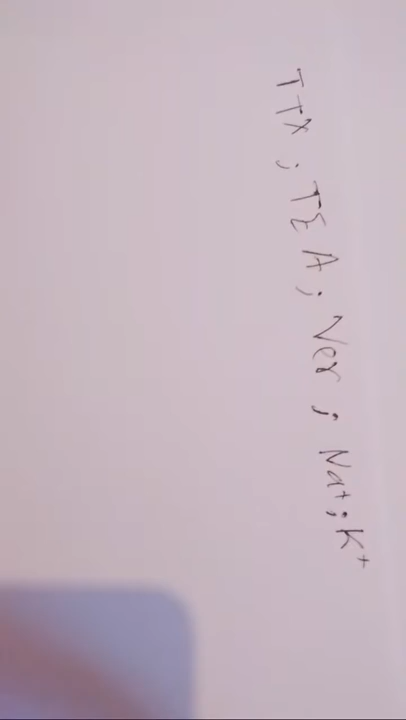 TTX ; TEA ; Ver ; Na⁺ ; K⁺